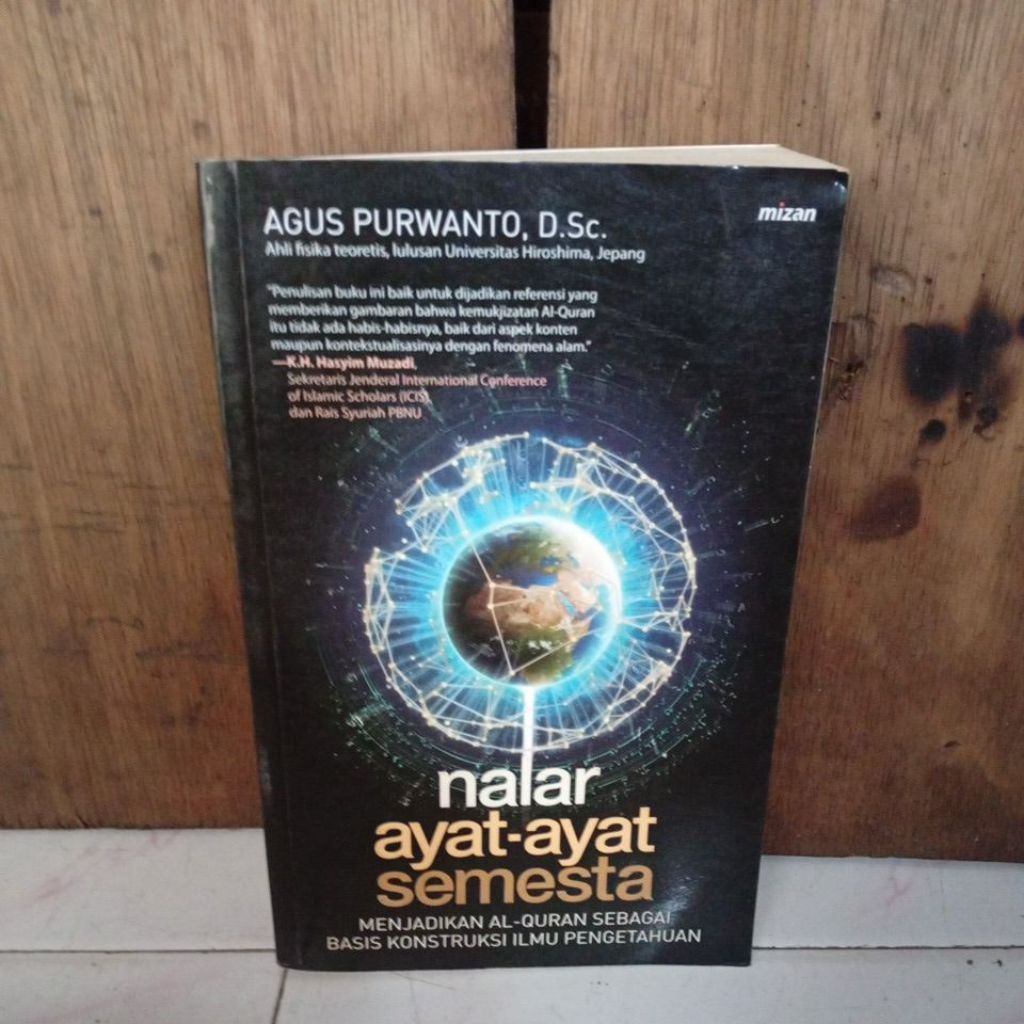 AGUS PURWANTO, D.Sc.
Ahli fisika teoretis, lulusan Universitas Hiroshima, Jepang
mizan
"Penulisan buku ini baik untuk dijadikan referensi yang
memberikan gambaran bahwa kemukjizatan Al-Quran
itu tidak ada habis-habisnya, baik dari aspek konten
maupun kontekstualisasinya dengan fenomena alam."
—K.H. Hasyim Muzadi,
Sekretaris Jenderal International Conference
of Islamic Scholars (ICIS),
dan Rais Syuriah PBNU
nalar
ayat-ayat
semesta
MENJADIKAN AL-QURAN SEBAGAI
BASIS KONSTRUKSI ILMU PENGETAHUAN